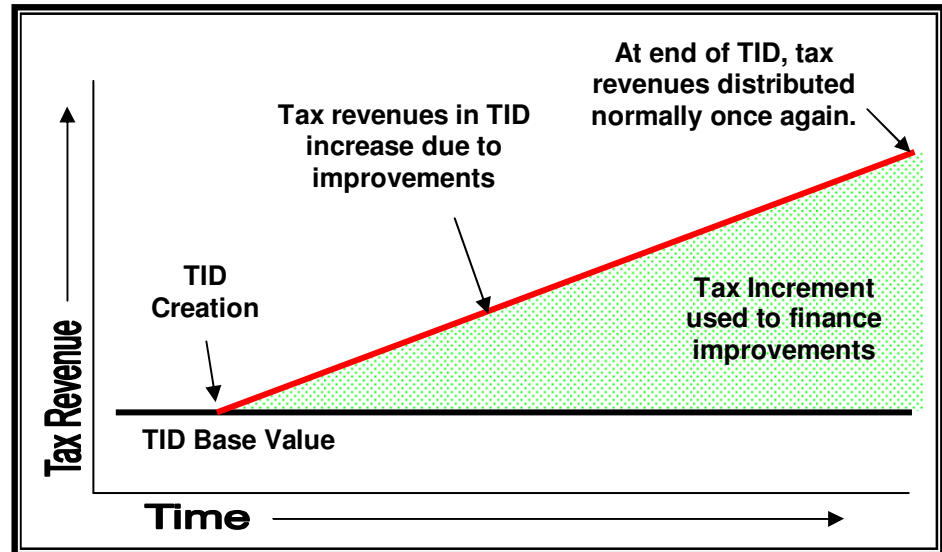 At end of TID, tax
revenues distributed
normally once again.
Tax revenues in TID
increase due to
improvements
TID
Creation
Tax Increment
used to finance
improvements
TID Base Value
Tax Revenue
Time